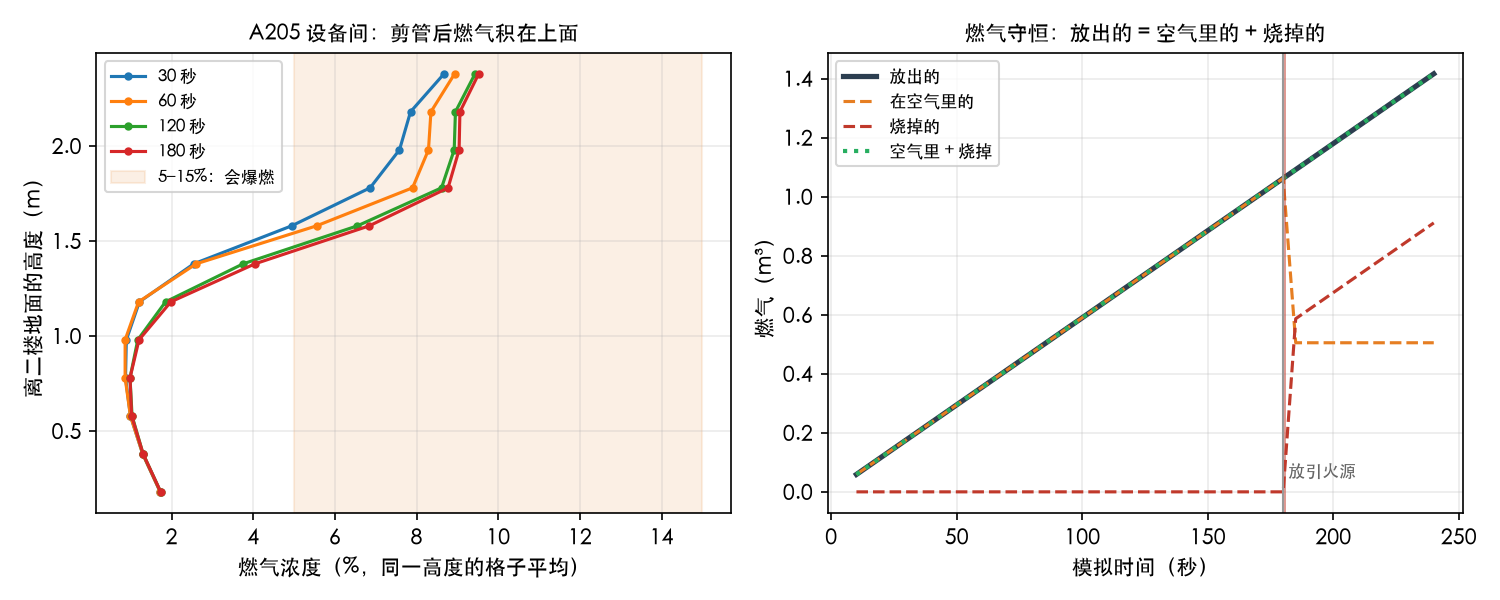 A205 设备间：剪管后燃气积在上面
30 秒
60 秒
120 秒
180 秒
5–15%：会爆燃
离二楼地面的高度（m）
2.0
1.5
1.0
0.5
2
4
6
8
10
12
14
燃气浓度（%，同一高度的格子平均）
燃气守恒：放出的 = 空气里的 + 烧掉的
放出的
在空气里的
烧掉的
空气里 + 烧掉
燃气（m³）
1.4
1.2
1.0
0.8
0.6
0.4
0.2
0.0
放引火源
0
50
100
150
200
250
模拟时间（秒）